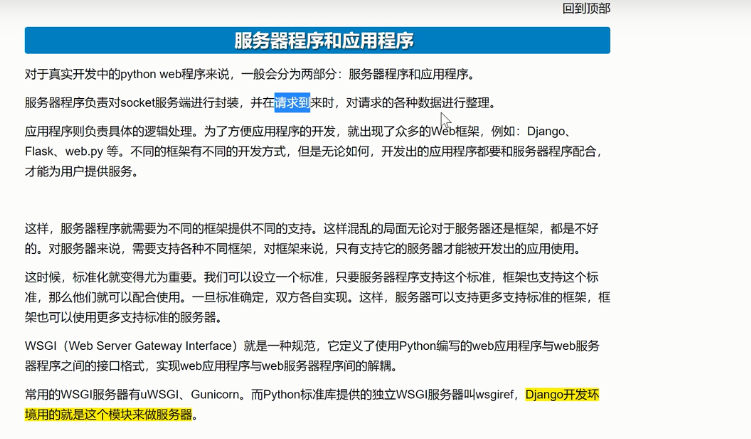 回到顶部
服务器程序和应用程序
对于真实开发中的python web程序来说，一般会分为两部分：服务器程序和应用程序。
服务器程序负责对socket服务端进行封装，并在请求到来时，对请求的各种数据进行整理。
应用程序则负责具体的逻辑处理。为了方便应用程序的开发，就出现了众多的Web框架，例如：Django、
Flask、web.py 等。不同的框架有不同的开发方式，但是无论如何，开发出的应用程序都要和服务器程序配合，
才能为用户提供服务。
这样，服务器程序就需要为不同的框架提供不同的支持。这样混乱的局面无论对于服务器还是框架，都是不好
的。对服务器来说，需要支持各种不同框架，对框架来说，只有支持它的服务器才能被开发出的应用使用。
这时候，标准化就变得尤为重要。我们可以设立一个标准，只要服务器程序支持这个标准，框架也支持这个标
准，那么他们就可以配合使用。一旦标准确定，双方各自实现。这样，服务器可以支持更多支持标准的框架，框
架也可以使用更多支持标准的服务器。
WSGI（Web Server Gateway Interface）就是一种规范，它定义了使用Python编写的web应用程序与web服务
器程序之间的接口格式，实现web应用程序与web服务器程序间的解耦。
常用的WSGI服务器有uWSGI、Gunicorn。而Python标准库提供的独立WSGI服务器叫wsgiref，Django开发环
境用的就是这个模块来做服务器。